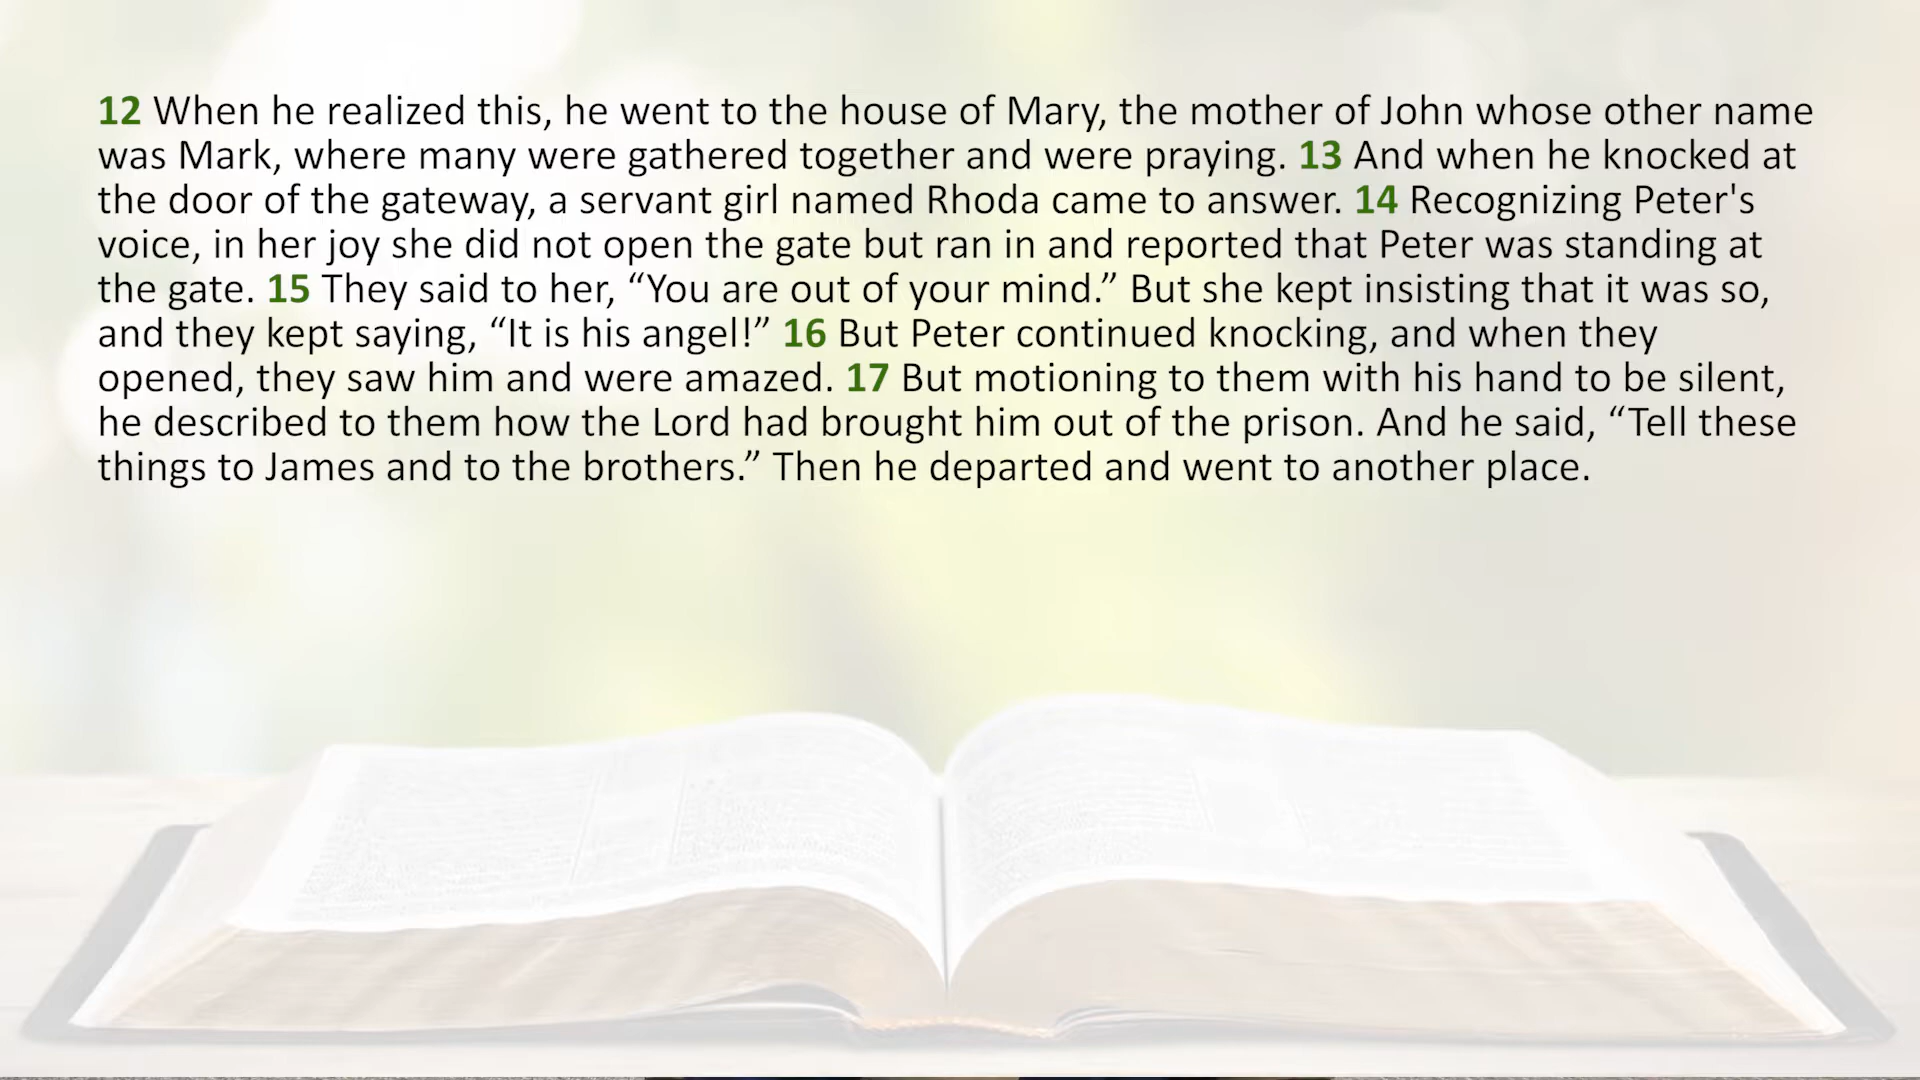 12 When he realized this, he went to the house of Mary, the mother of John whose other name
was Mark, where many were gathered together and were praying. 13 And when he knocked at
the door of the gateway, a servant girl named Rhoda came to answer. 14 Recognizing Peter's
voice, in her joy she did not open the gate but ran in and reported that Peter was standing at
the gate. 15 They said to her, “You are out of your mind.” But she kept insisting that it was so,
and they kept saying, “It is his angel!” 16 But Peter continued knocking, and when they
opened, they saw him and were amazed. 17 But motioning to them with his hand to be silent,
he described to them how the Lord had brought him out of the prison. And he said, “Tell these
things to James and to the brothers.” Then he departed and went to another place.